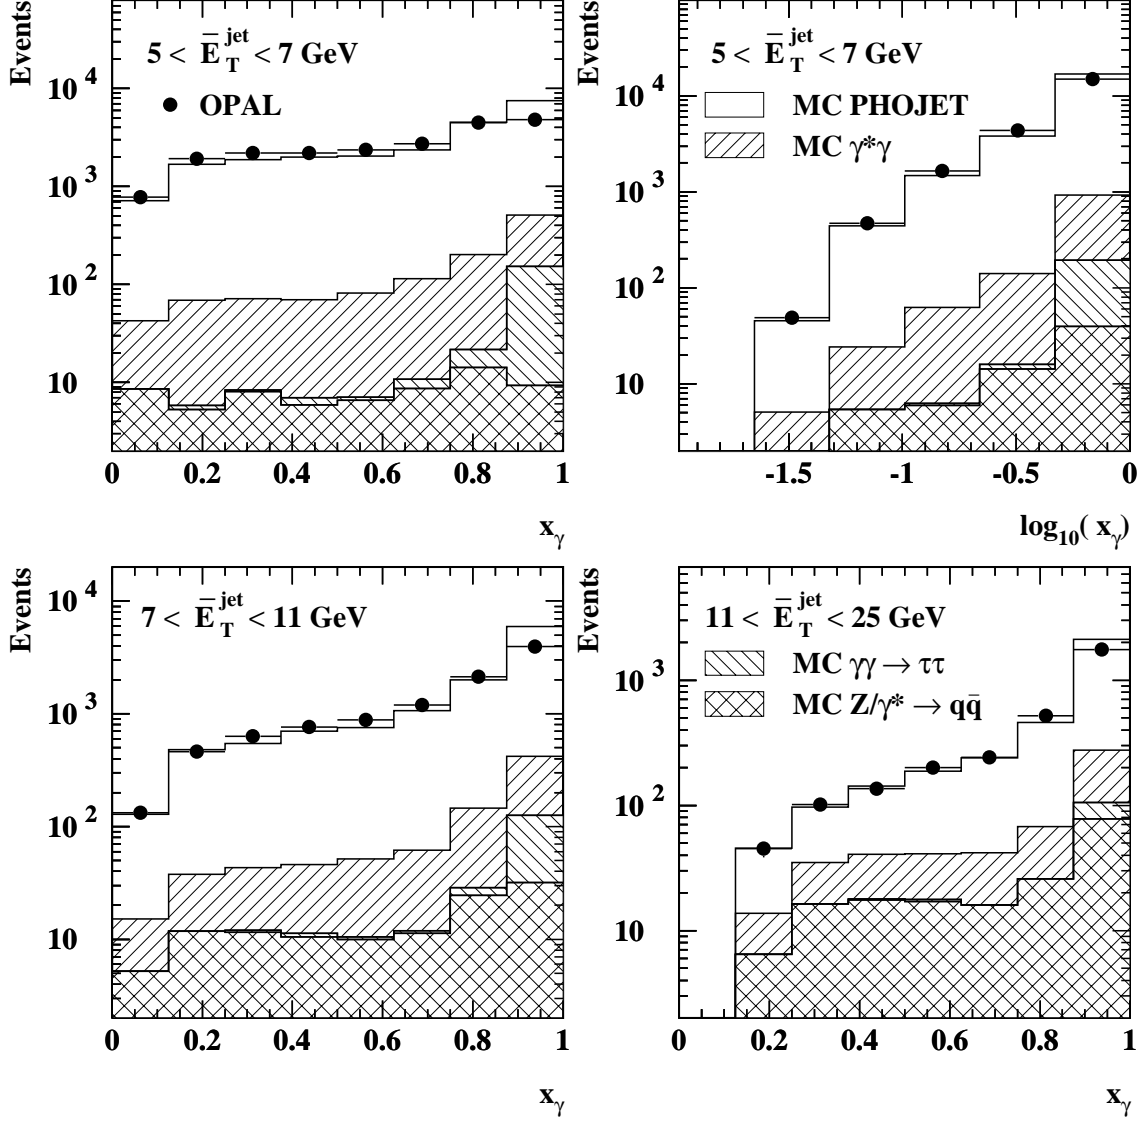 Events
5 < E̅_T^jet < 7 GeV
OPAL
10^4
10^3
10^2
10
0 0.2 0.4 0.6 0.8 1
x_γ
Events
5 < E̅_T^jet < 7 GeV
MC PHOJET
MC γ*γ
10^4
10^3
10^2
10
-1.5 -1 -0.5 0
log_10( x_γ)
Events
7 < E̅_T^jet < 11 GeV
10^4
10^3
10^2
10
0 0.2 0.4 0.6 0.8 1
x_γ
Events
11 < E̅_T^jet < 25 GeV
MC γγ → ττ
MC Z/γ* → qq̅
10^3
10^2
10
0 0.2 0.4 0.6 0.8 1
x_γ